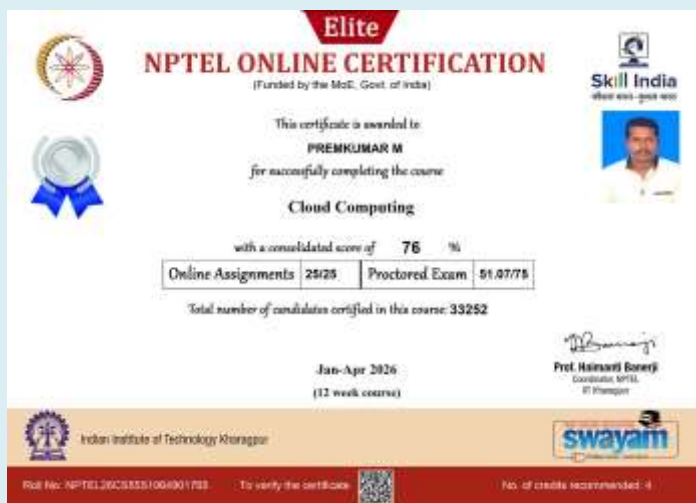 Elite
NPTEL ONLINE CERTIFICATION
(Funded by the MoE, Govt. of India)
Skill India
कौशल भारत-कुशल भारत
This certificate is awarded to
PREMKUMAR M
for successfully completing the course
Cloud Computing
with a consolidated score of 76 %
Online Assignments 25/25 Proctored Exam 51.07/75
Total number of candidates certified in this course: 33252
Jan-Apr 2026
(12 week course)
Prof. Haimanti Banerji
Coordinator, NPTEL
IIT Kharagpur
Indian Institute of Technology Kharagpur
swayam
To verify the certificate
No. of credits recommended: 4